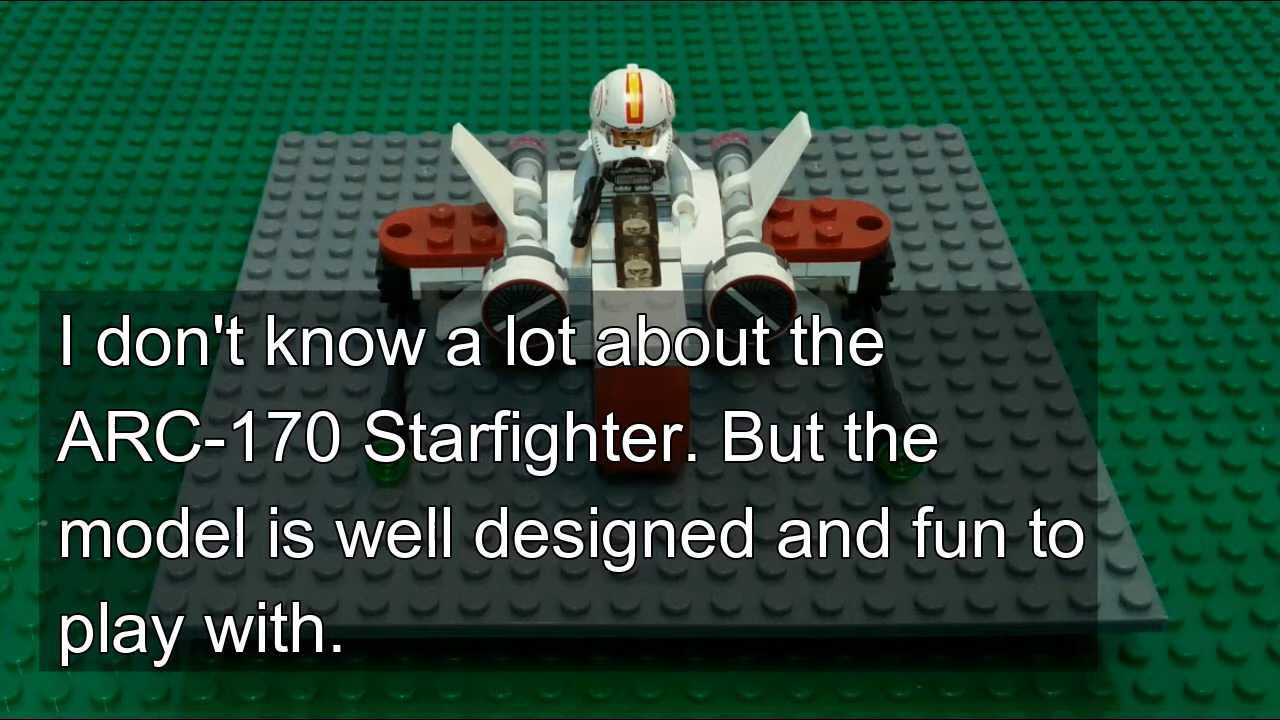 I don't know a lot about the
ARC-170 Starfighter. But the
model is well designed and fun to
play with.